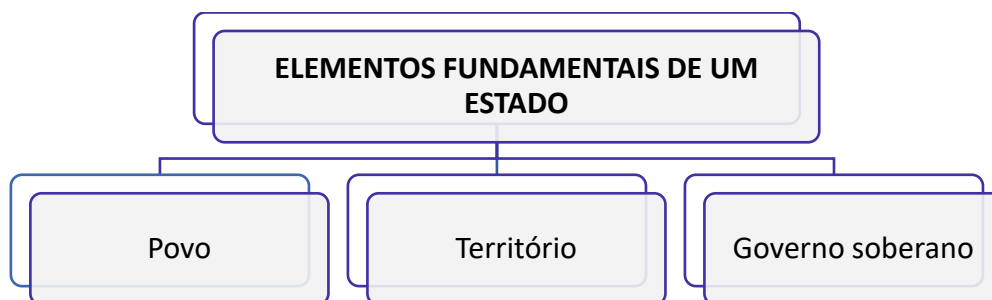 ELEMENTOS FUNDAMENTAIS DE UM
ESTADO
Povo
Território
Governo soberano